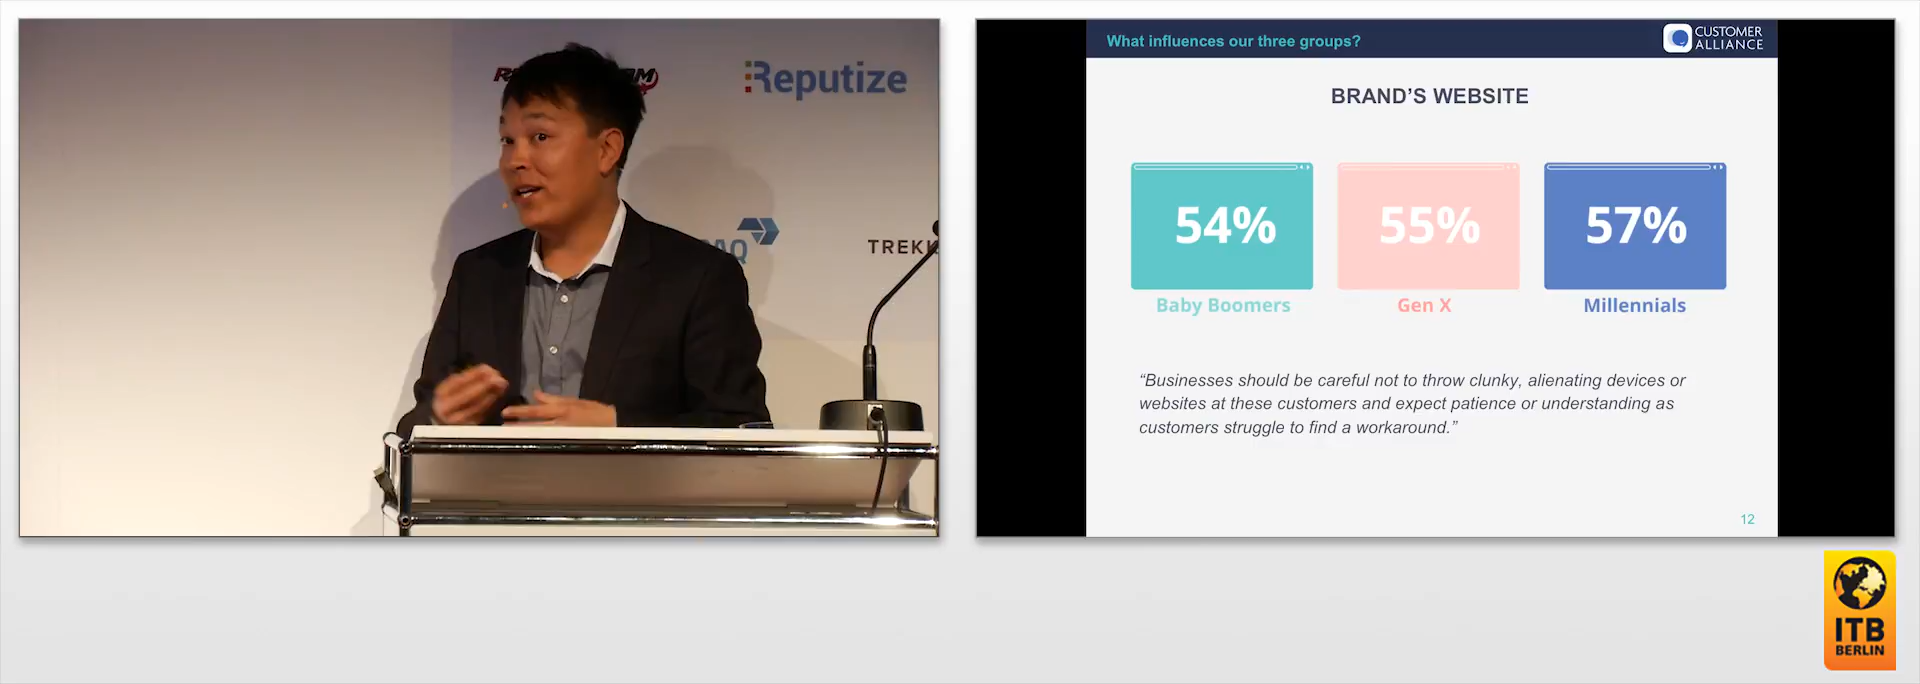 Reputize
TREK
What influences our three groups?
CUSTOMER
ALLIANCE
BRAND'S WEBSITE
54%
55%
57%
Baby Boomers
Gen X
Millennials
“Businesses should be careful not to throw clunky, alienating devices or
websites at these customers and expect patience or understanding as
customers struggle to find a workaround.”
12
ITB
BERLIN